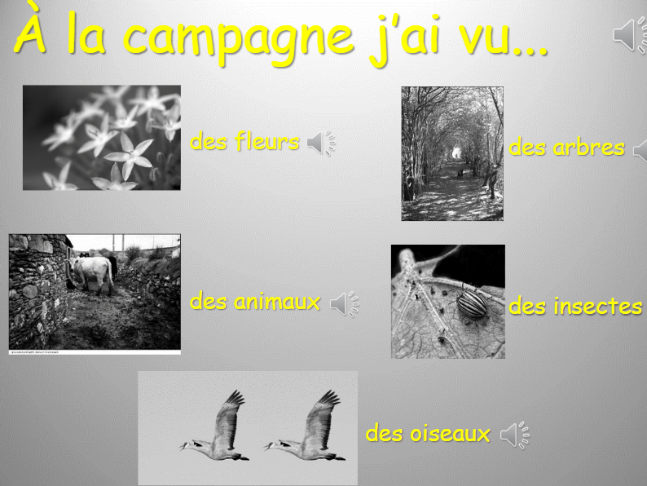 À la campagne j'ai vu...
des fleurs
des arbres
des animaux
des insectes
des oiseaux